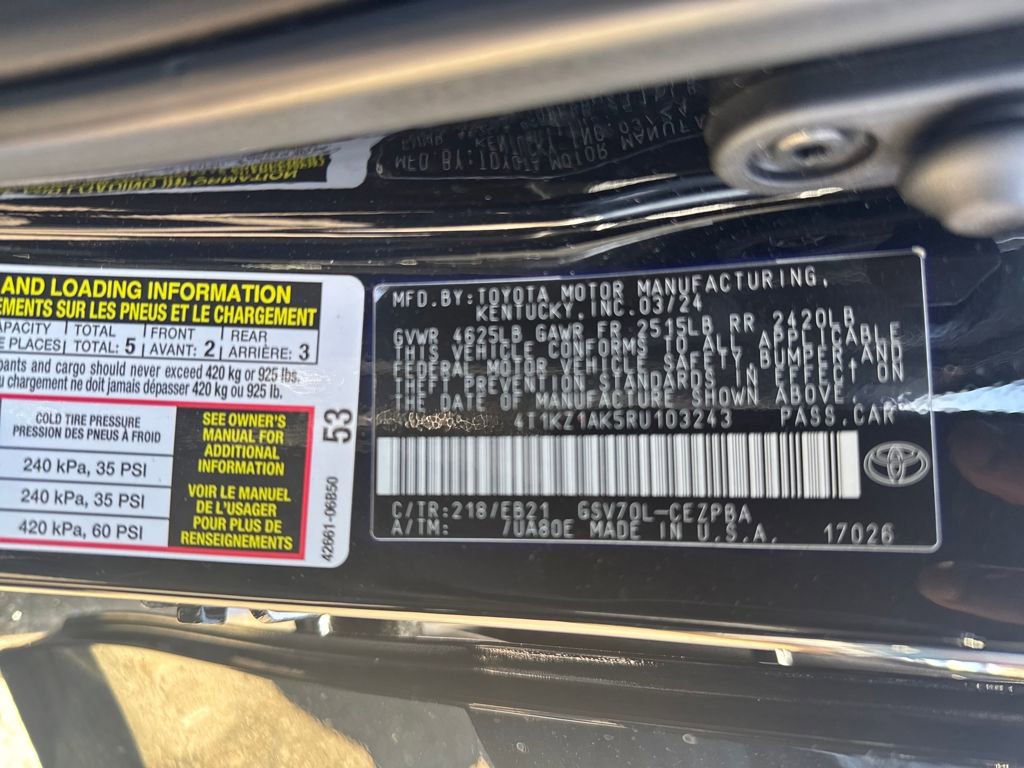 AND LOADING INFORMATION
EMENTS SUR LES PNEUS ET LE CHARGEMENT
APACITY TOTAL FRONT REAR
PLACES TOTAL: 5 AVANT: 2 ARRIÈRE: 3
pants and cargo should never exceed 420 kg or 925 lbs.
chargement ne doit jamais dépasser 420 kg ou 925 lb.
COLD TIRE PRESSURE
PRESSION DES PNEUS À FROID
240 kPa, 35 PSI
240 kPa, 35 PSI
420 kPa, 60 PSI
SEE OWNER'S
MANUAL FOR
ADDITIONAL
INFORMATION
VOIR LE MANUEL
DE L'USAGER
POUR PLUS DE
RENSEIGNEMENTS
53
42661-06B50
MFD.BY:TOYOTA MOTOR MANUFACTURING,
KENTUCKY,INC.03/24
GVWR 4625LB GAWR FR 2515LB RR 2420LB
THIS VEHICLE CONFORMS TO ALL APPLICABLE
FEDERAL MOTOR VEHICLE SAFETY,BUMPER,AND
THEFT PREVENTION STANDARDS IN EFFECT ON
THE DATE OF MANUFACTURE SHOWN ABOVE.
4T1KZ1AK5RU103243 PASS.CAR
C/TR:218/EB21 GSV70L-CEZPBA
A/TM: 7UA80E MADE IN U.S.A. 17026